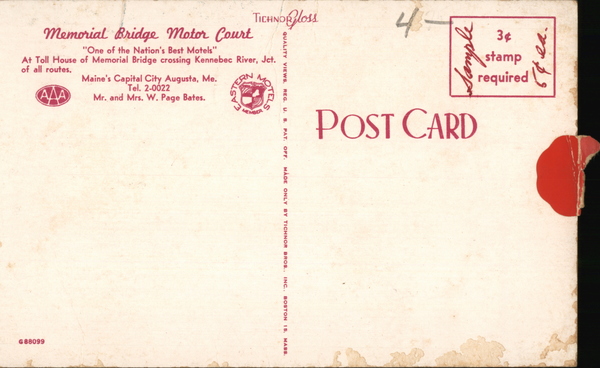 Memorial Bridge Motor Court
"One of the Nation's Best Motels"
At Toll House of Memorial Bridge crossing Kennebec River, Jct.
of all routes.
Maine's Capital City Augusta, Me.
Tel. 2-0022
Mr. and Mrs. W. Page Bates.
AAA
EASTERN MOTELS
MEMBER
TICHNOR Gloss
QUALITY VIEWS, REG. U. S. PAT. OFF. MADE ONLY BY TICHNOR BROS., INC., BOSTON 15, MASS.
4-
3¢
stamp
required
Sample
6¢ ea.
POST CARD
G88099